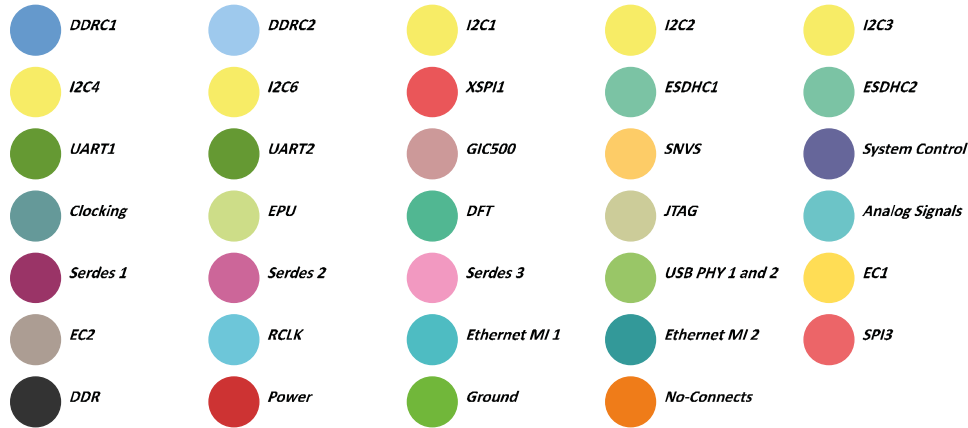 DDRC1 DDRC2 I2C1 I2C2 I2C3
I2C4 I2C6 XSPI1 ESDHC1 ESDHC2
UART1 UART2 GIC500 SNVS System Control
Clocking EPU DFT JTAG Analog Signals
Serdes 1 Serdes 2 Serdes 3 USB PHY 1 and 2 EC1
EC2 RCLK Ethernet MI 1 Ethernet MI 2 SPI3
DDR Power Ground No-Connects